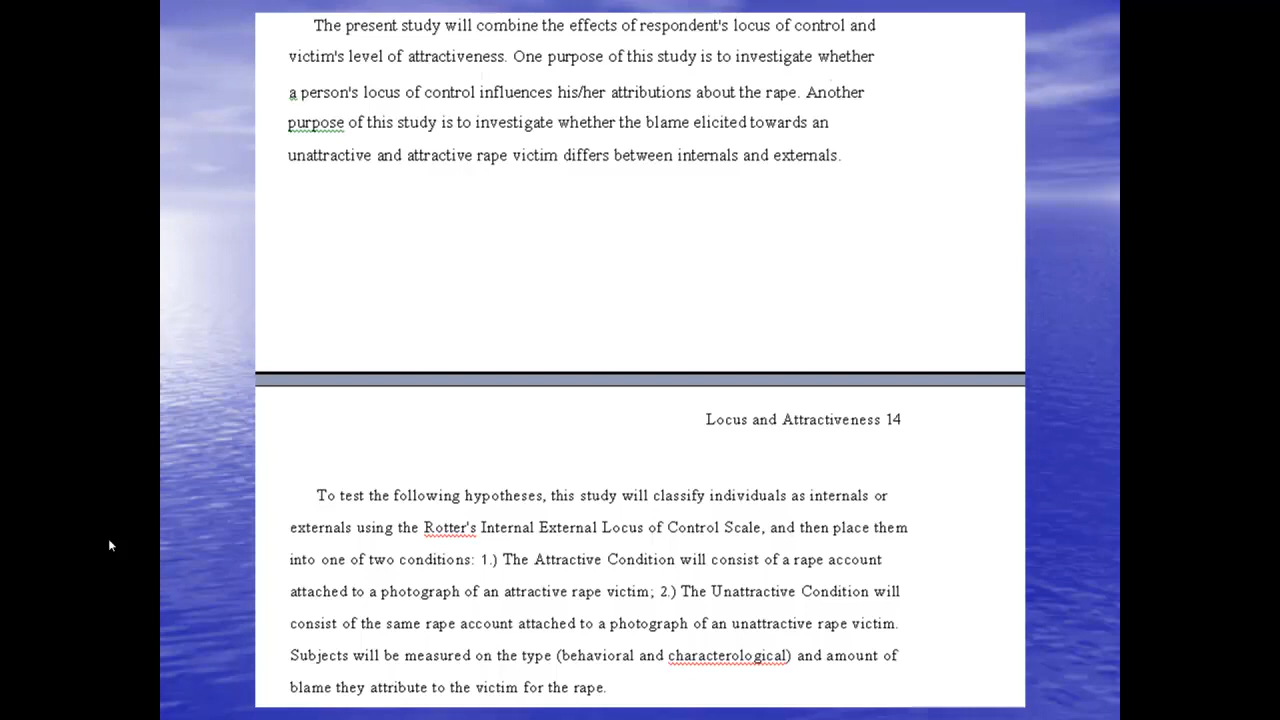 The present study will combine the effects of respondent's locus of control and
victim's level of attractiveness. One purpose of this study is to investigate whether
a person's locus of control influences his/her attributions about the rape. Another
purpose of this study is to investigate whether the blame elicited towards an
unattractive and attractive rape victim differs between internals and externals.
Locus and Attractiveness 14
To test the following hypotheses, this study will classify individuals as internals or
externals using the Rotter's Internal External Locus of Control Scale, and then place them
into one of two conditions: 1.) The Attractive Condition will consist of a rape account
attached to a photograph of an attractive rape victim; 2.) The Unattractive Condition will
consist of the same rape account attached to a photograph of an unattractive rape victim.
Subjects will be measured on the type (behavioral and characterological) and amount of
blame they attribute to the victim for the rape.